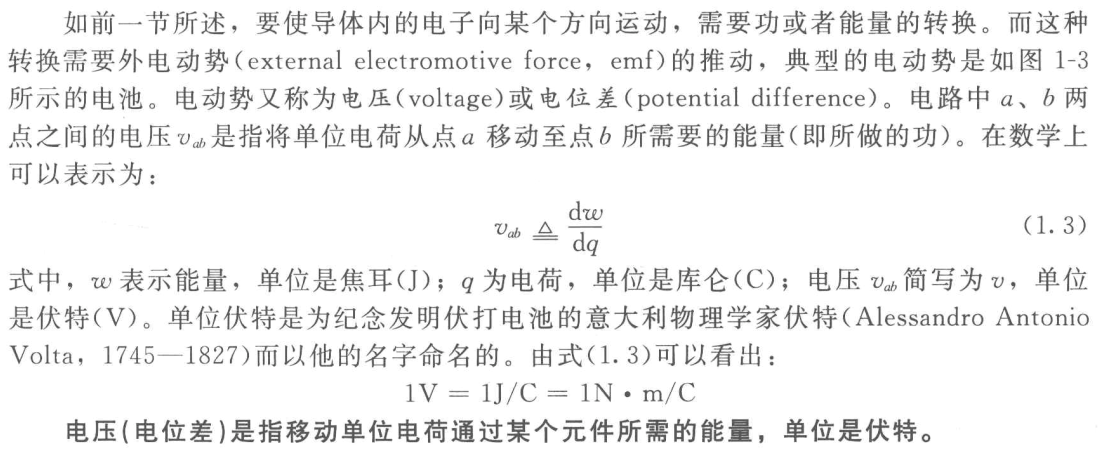 如前一节所述，要使导体内的电子向某个方向运动，需要功或者能量的转换。而这种
转换需要外电动势(external electromotive force，emf)的推动，典型的电动势是如图 1-3
所示的电池。电动势又称为电压(voltage)或电位差(potential difference)。电路中 a、b 两
点之间的电压 v_ab 是指将单位电荷从点 a 移动至点 b 所需要的能量(即所做的功)。在数学上
可以表示为：
v_ab ≜ dw/dq (1.3)
式中，w 表示能量，单位是焦耳(J)；q 为电荷，单位是库仑(C)；电压 v_ab 简写为 v，单位
是伏特(V)。单位伏特是为纪念发明伏打电池的意大利物理学家伏特(Alessandro Antonio
Volta，1745—1827)而以他的名字命名的。由式(1.3)可以看出：
1V = 1J/C = 1N·m/C
电压(电位差)是指移动单位电荷通过某个元件所需的能量，单位是伏特。